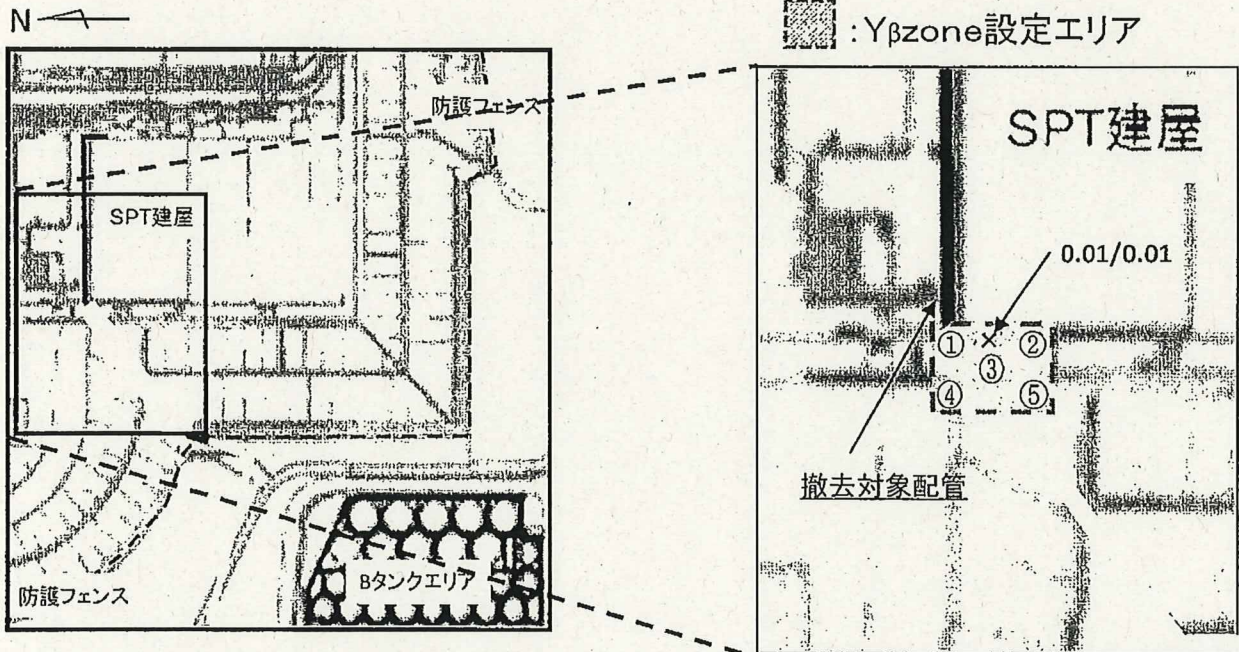 N
：Yβzone設定エリア
防護フェンス
SPT建屋
防護フェンス
Bタンクエリア
SPT建屋
0.01/0.01
① × ②
③
④ ⑤
撤去対象配管